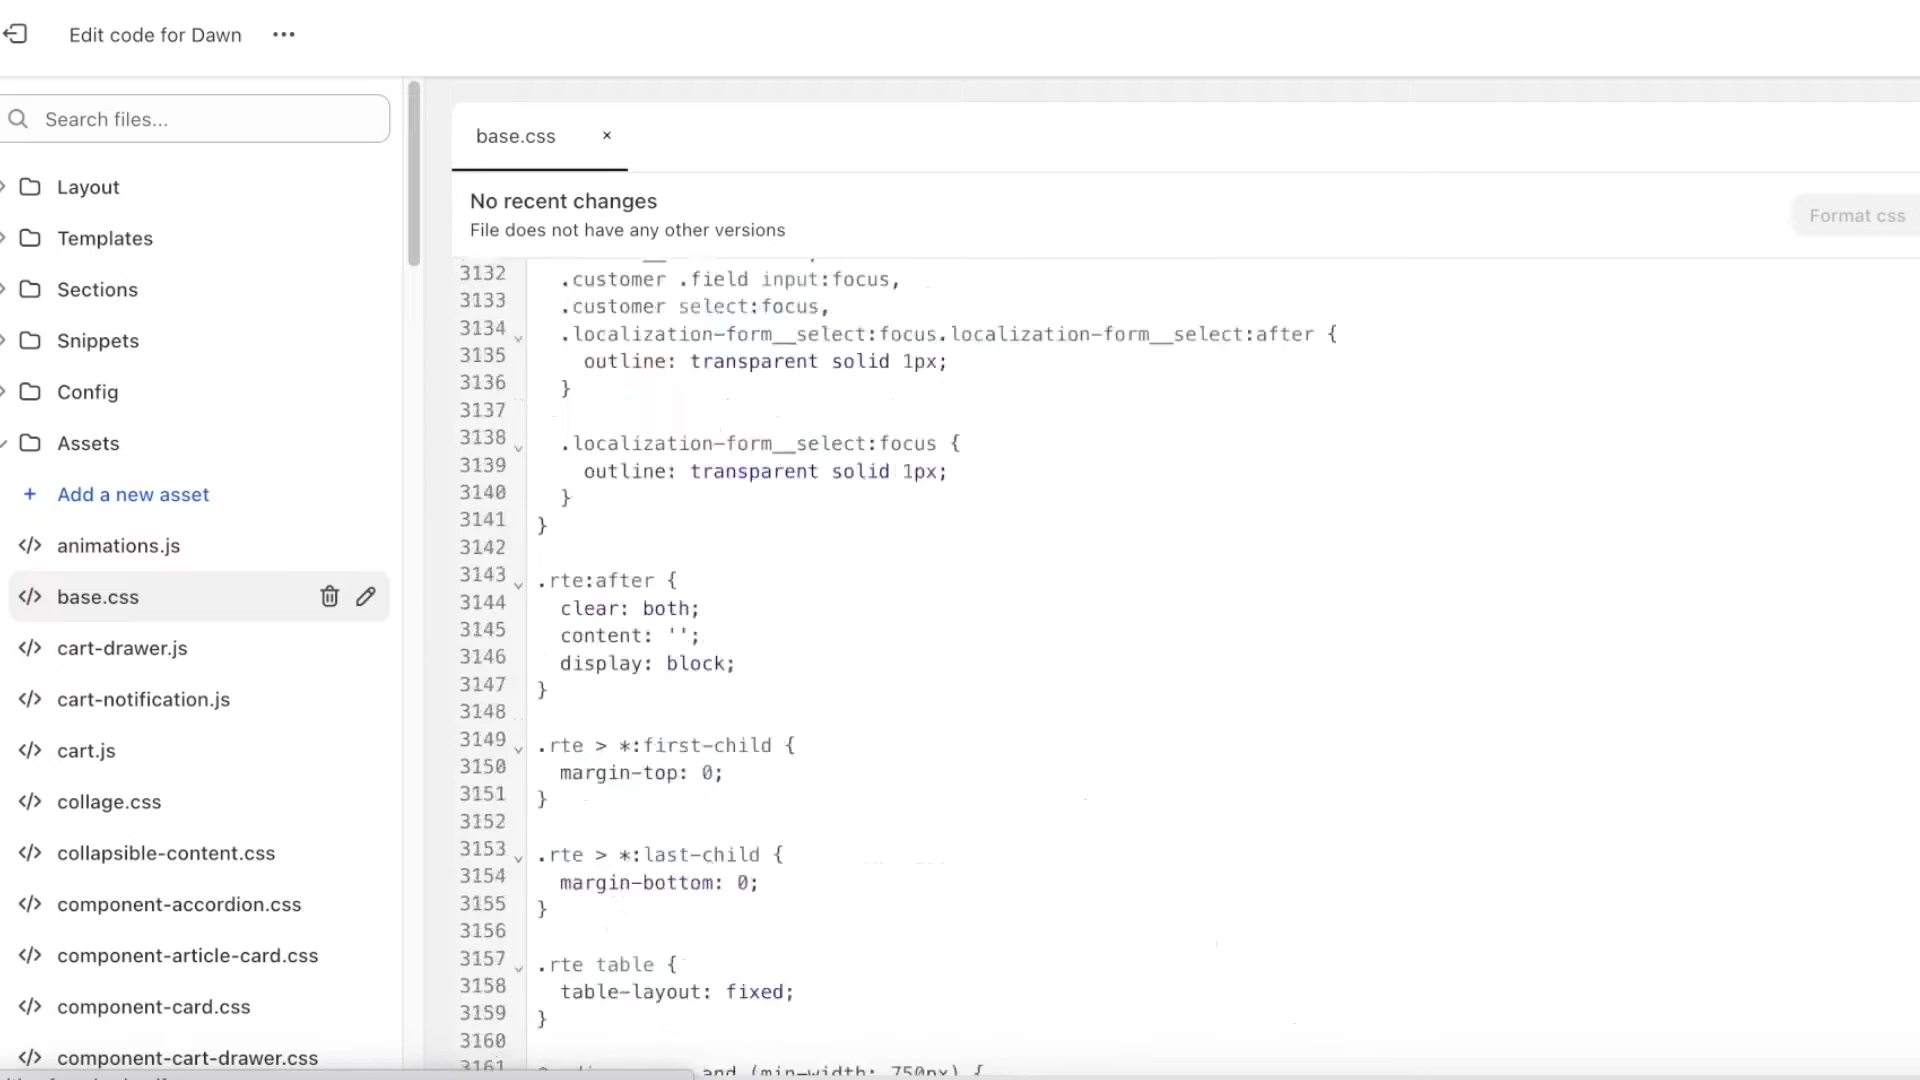 Edit code for Dawn
Search files...
Layout
Templates
Sections
Snippets
Config
Assets
+ Add a new asset
</> animations.js
</> base.css
</> cart-drawer.js
</> cart-notification.js
</> cart.js
</> collage.css
</> collapsible-content.css
</> component-accordion.css
</> component-article-card.css
</> component-card.css
</> component-cart-drawer.css
base.css ×
No recent changes
File does not have any other versions
Format css
3132 .customer .field input:focus,
3133 .customer select:focus,
3134 .localization-form__select:focus.localization-form__select:after {
3135 outline: transparent solid 1px;
3136 }
3137
3138 .localization-form__select:focus {
3139 outline: transparent solid 1px;
3140 }
3141 }
3142
3143 .rte:after {
3144 clear: both;
3145 content: '';
3146 display: block;
3147 }
3148
3149 .rte > *:first-child {
3150 margin-top: 0;
3151 }
3152
3153 .rte > *:last-child {
3154 margin-bottom: 0;
3155 }
3156
3157 .rte table {
3158 table-layout: fixed;
3159 }
3160
3161 and (min-width: 750px) {